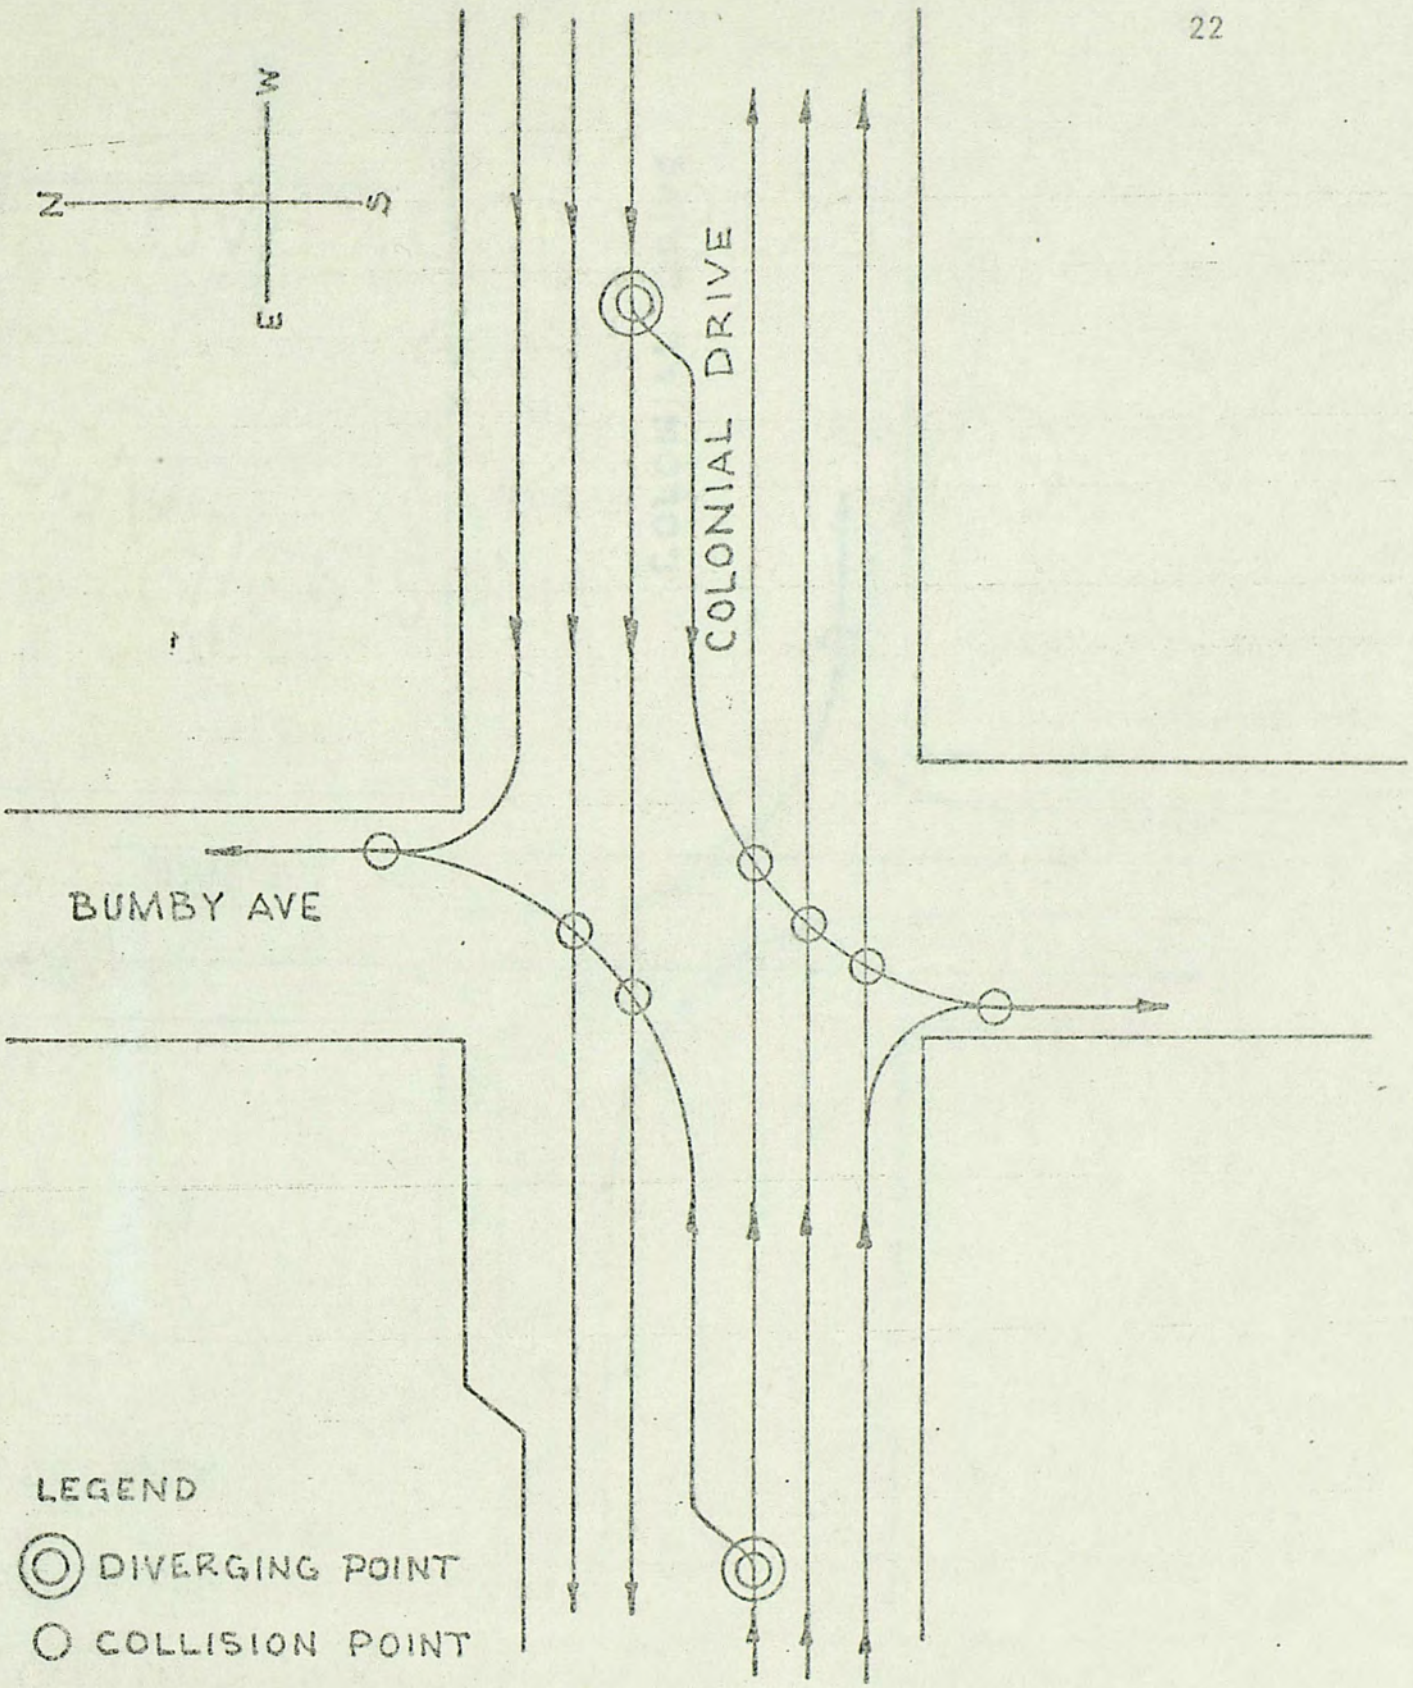 22
W
N
S
E
COLONIAL DRIVE
BUMBY AVE
LEGEND
DIVERGING POINT
COLLISION POINT